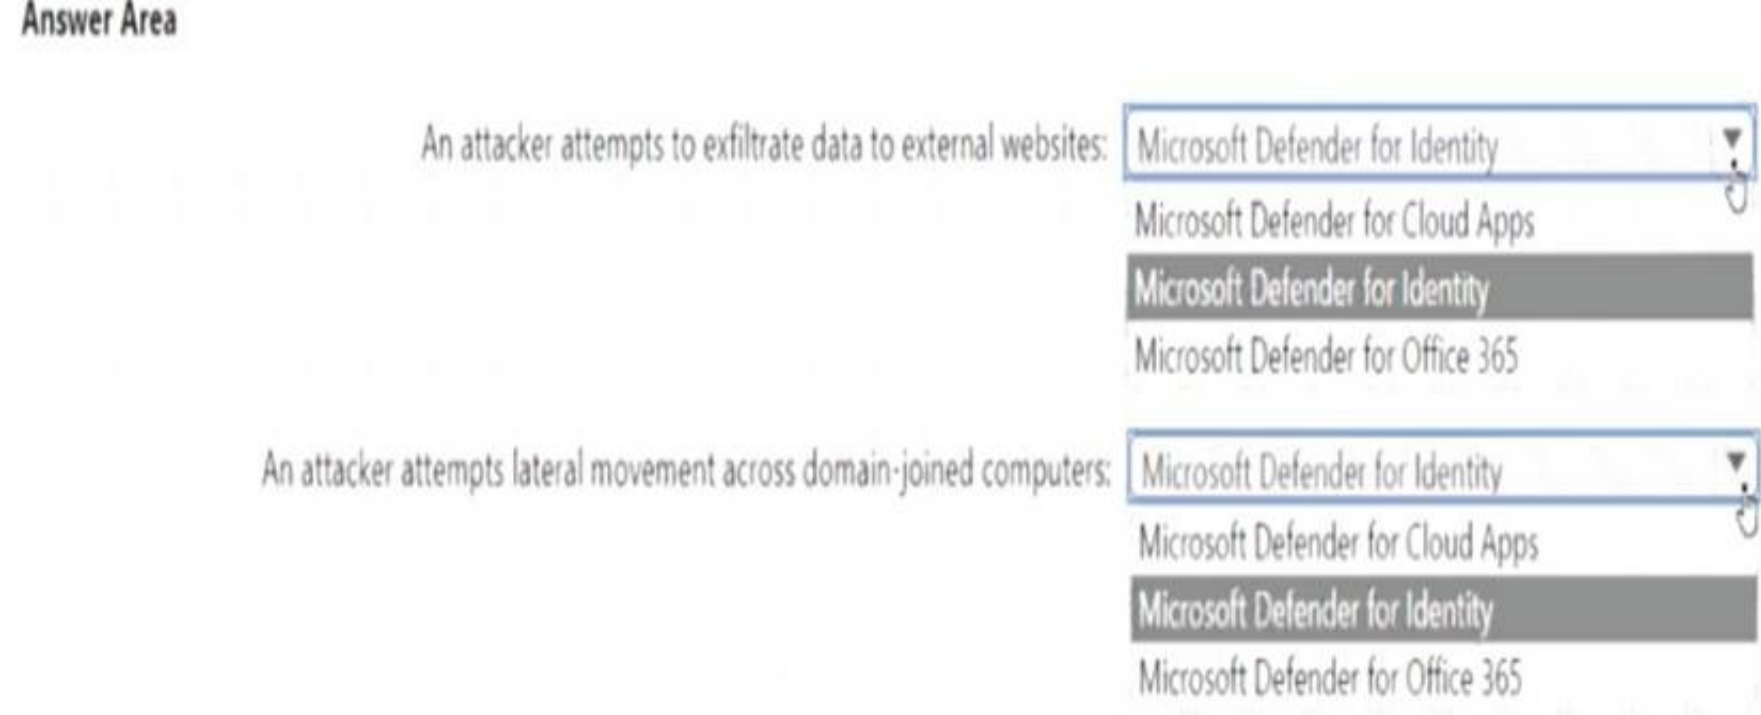 Answer Area
An attacker attempts to exfiltrate data to external websites: Microsoft Defender for Identity
Microsoft Defender for Cloud Apps
Microsoft Defender for Identity
Microsoft Defender for Office 365
An attacker attempts lateral movement across domain-joined computers: Microsoft Defender for Identity
Microsoft Defender for Cloud Apps
Microsoft Defender for Identity
Microsoft Defender for Office 365